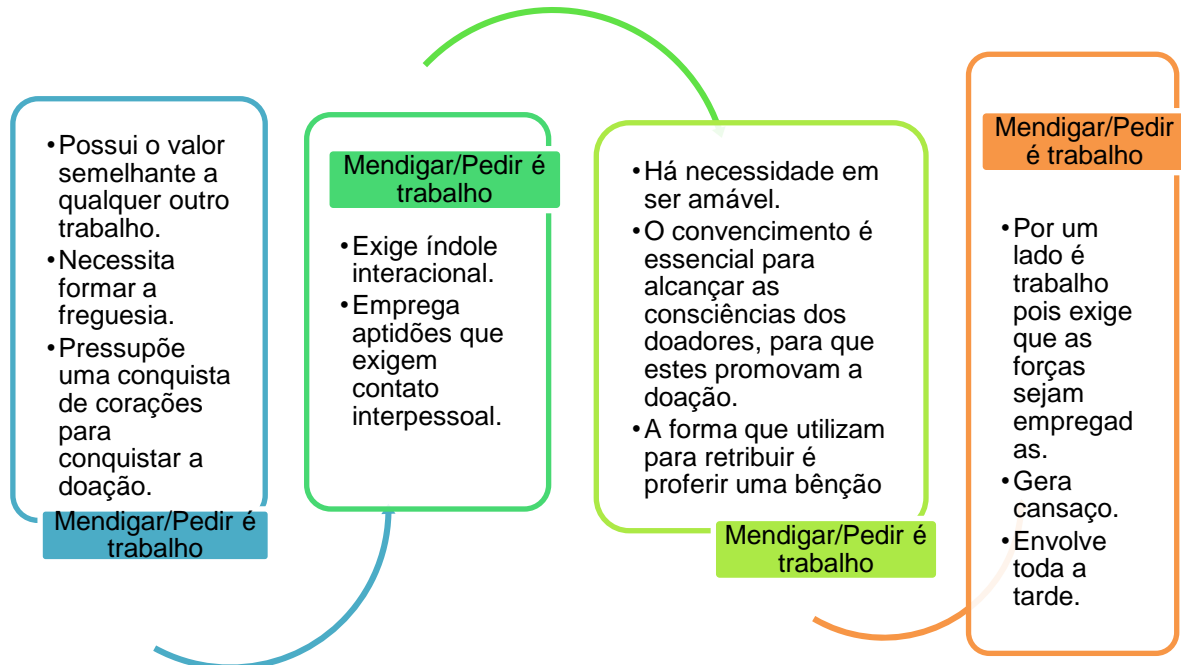 •Possui o valor
semelhante a
qualquer outro
trabalho.
•Necessita
formar a
freguesia.
•Pressupõe
uma conquista
de corações
para
conquistar a
doação.
Mendigar/Pedir é
trabalho
Mendigar/Pedir é
trabalho
•Exige índole
interacional.
•Emprega
aptidões que
exigem
contato
interpessoal.
•Há necessidade em
ser amável.
•O convencimento é
essencial para
alcançar as
consciências dos
doadores, para que
estes promovam a
doação.
•A forma que utilizam
para retribuir é
proferir uma bênção
Mendigar/Pedir é
trabalho
Mendigar/Pedir
é trabalho
•Por um
lado é
trabalho
pois exige
que as
forças
sejam
empregad
as.
•Gera
cansaço.
•Envolve
toda a
tarde.